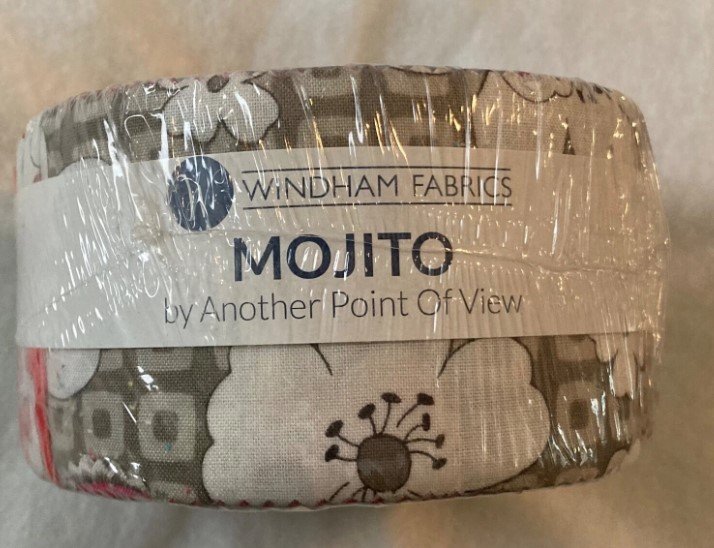 WINDHAM FABRICS
MOJITO
by Another Point Of View